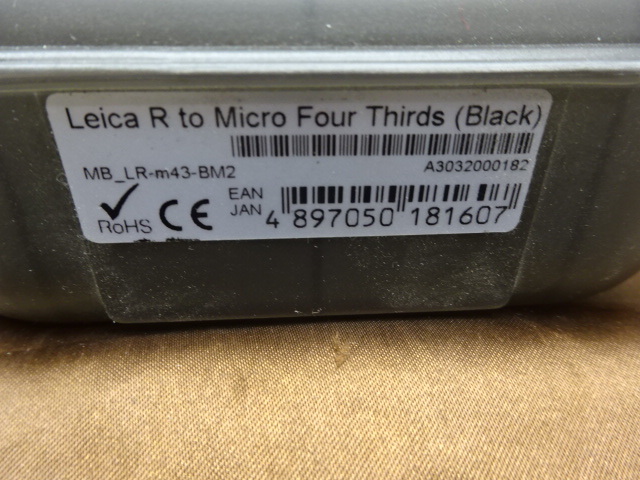 Leica R to Micro Four Thirds (Black)
MB_LR-m43-BM2
A3032000182
EAN
JAN
4 897050 181607
RoHS
CE